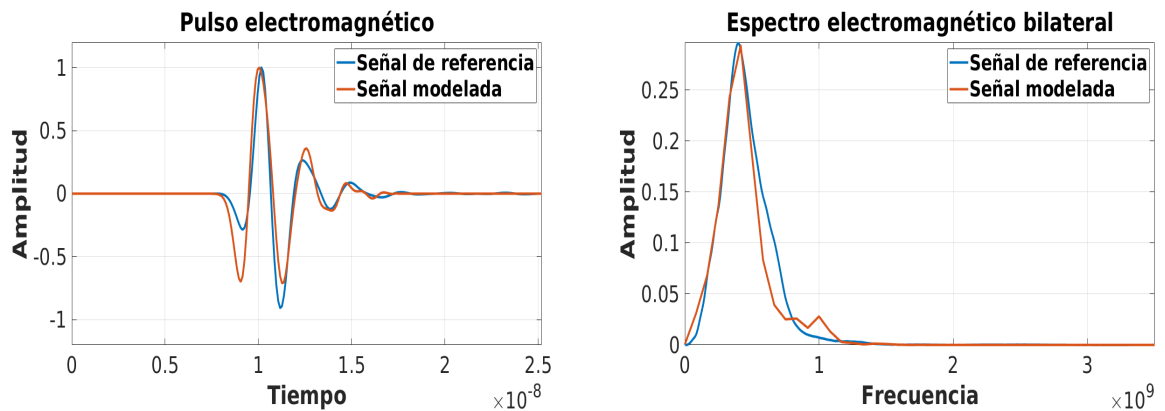 Pulso electromagnético
Señal de referencia
Señal modelada
1
0.5
0
-0.5
-1
Amplitud
0
0.5
1
1.5
2
2.5
Tiempo
×10⁻⁸
Espectro electromagnético bilateral
Señal de referencia
Señal modelada
0.25
0.2
0.15
0.1
0.05
0
Amplitud
0
1
2
3
Frecuencia
×10⁹